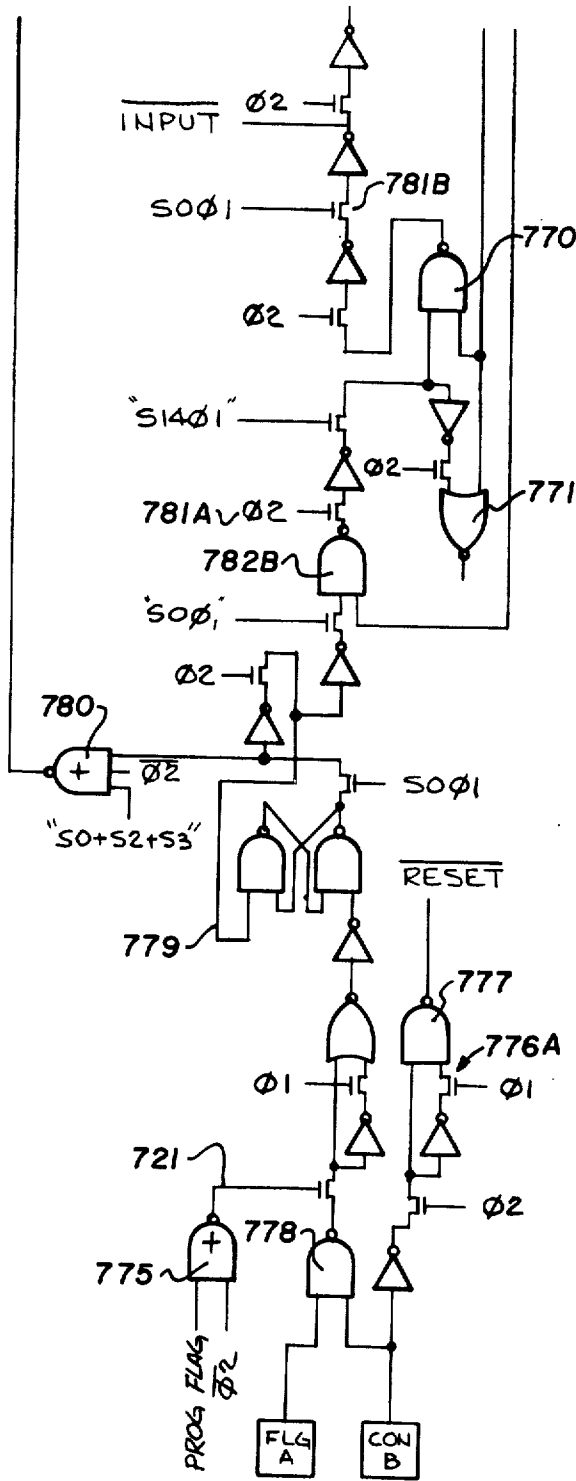 Ø2
INPUT
781B
SOØ1
770
Ø2
"S14Ø1"
Ø2
781A Ø2
771
782B
"SOØ1"
Ø2
780
Ø2
SOØ1
"SO+S2+S3"
RESET
779
777
776A
Ø1
Ø1
721
Ø2
778
775
PROG FLAG
Ø2
FLG
A
CON
B